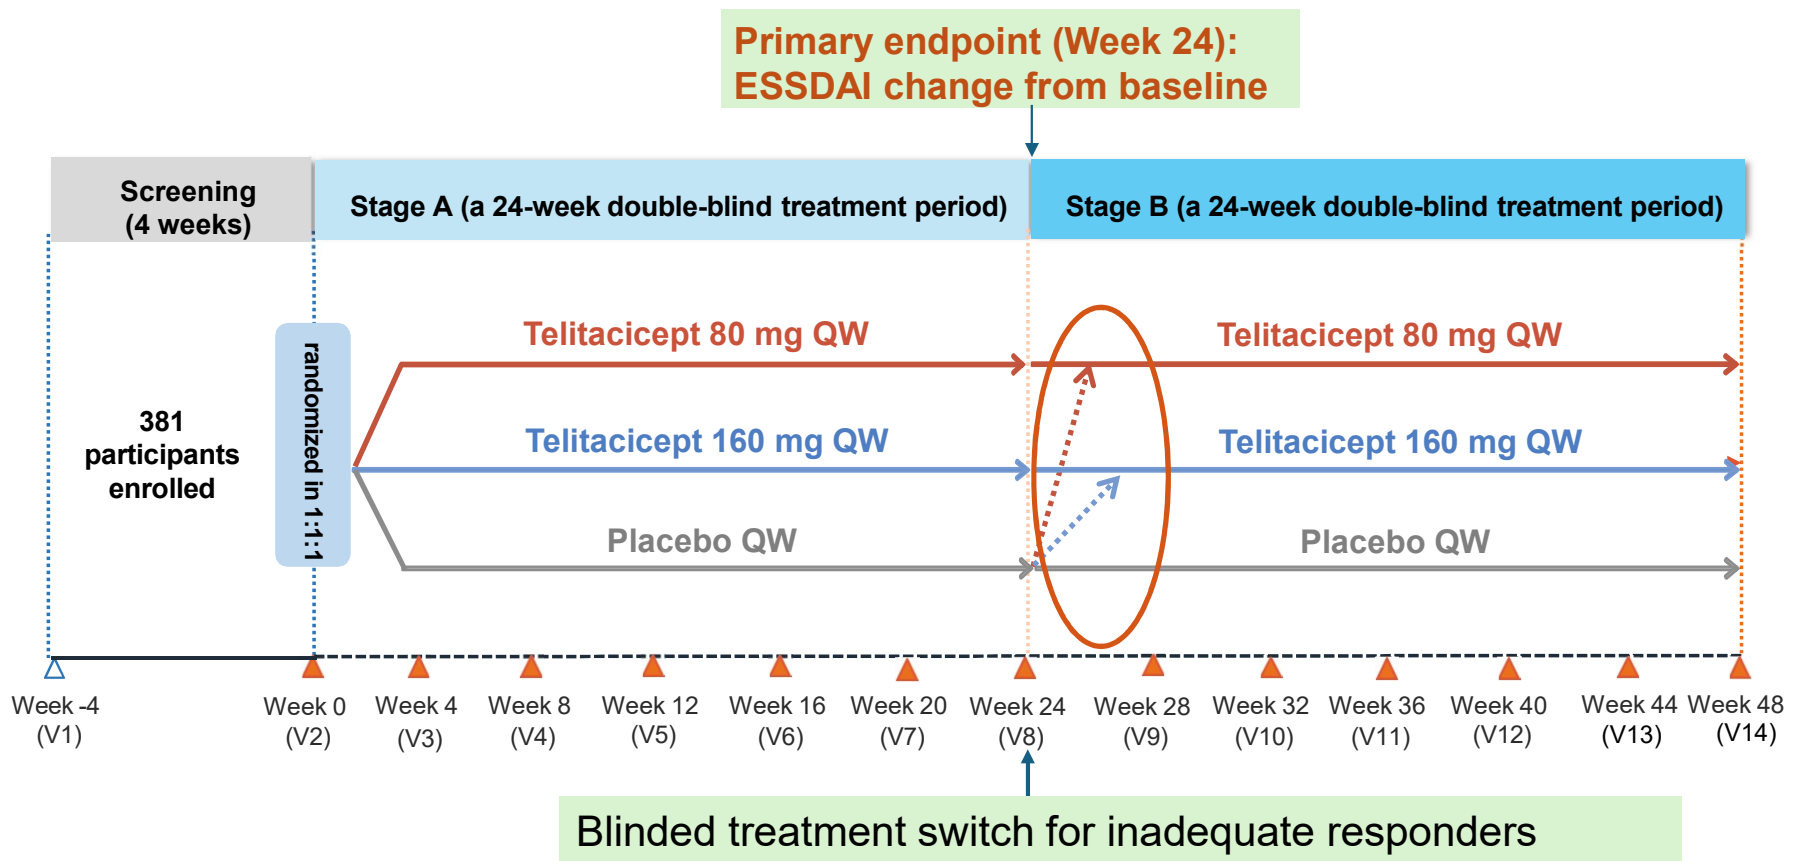 Primary endpoint (Week 24):
ESSDAI change from baseline
Screening
(4 weeks)
Stage A (a 24-week double-blind treatment period)
Stage B (a 24-week double-blind treatment period)
381
participants
enrolled
randomized in 1:1:1
Telitacicept 80 mg QW
Telitacicept 80 mg QW
Telitacicept 160 mg QW
Telitacicept 160 mg QW
Placebo QW
Placebo QW
Week -4
(V1)
Week 0
(V2)
Week 4
(V3)
Week 8
(V4)
Week 12
(V5)
Week 16
(V6)
Week 20
(V7)
Week 24
(V8)
Week 28
(V9)
Week 32
(V10)
Week 36
(V11)
Week 40
(V12)
Week 44
(V13)
Week 48
(V14)
Blinded treatment switch for inadequate responders